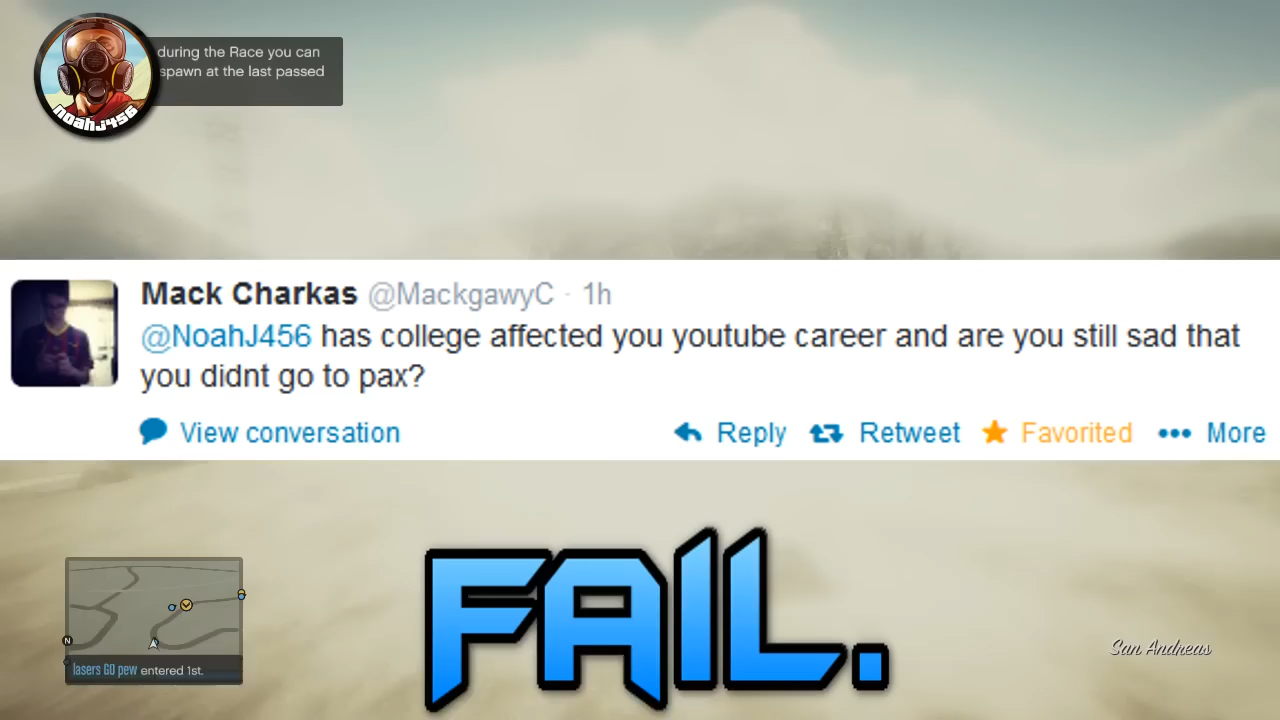 during the Race you can
spawn at the last passed
noahj456
Mack Charkas @MackgawyC · 1h
@NoahJ456 has college affected you youtube career and are you still sad that
you didnt go to pax?
View conversation Reply Retweet Favorited More
FAIL.
San Andreas
N
lasers GO pew entered 1st.